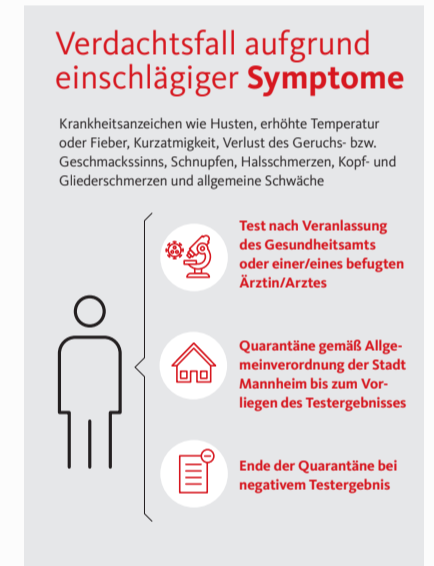 Verdachtsfall aufgrund
einschlägiger Symptome
Krankheitsanzeichen wie Husten, erhöhte Temperatur
oder Fieber, Kurzatmigkeit, Verlust des Geruchs- bzw.
Geschmackssinns, Schnupfen, Halsschmerzen, Kopf- und
Gliederschmerzen und allgemeine Schwäche
Test nach Veranlassung
des Gesundheitsamts
oder einer/eines befugten
Ärztin/Arztes
Quarantäne gemäß Allge-
meinverordnung der Stadt
Mannheim bis zum Vor-
liegen des Testergebnisses
Ende der Quarantäne bei
negativem Testergebnis